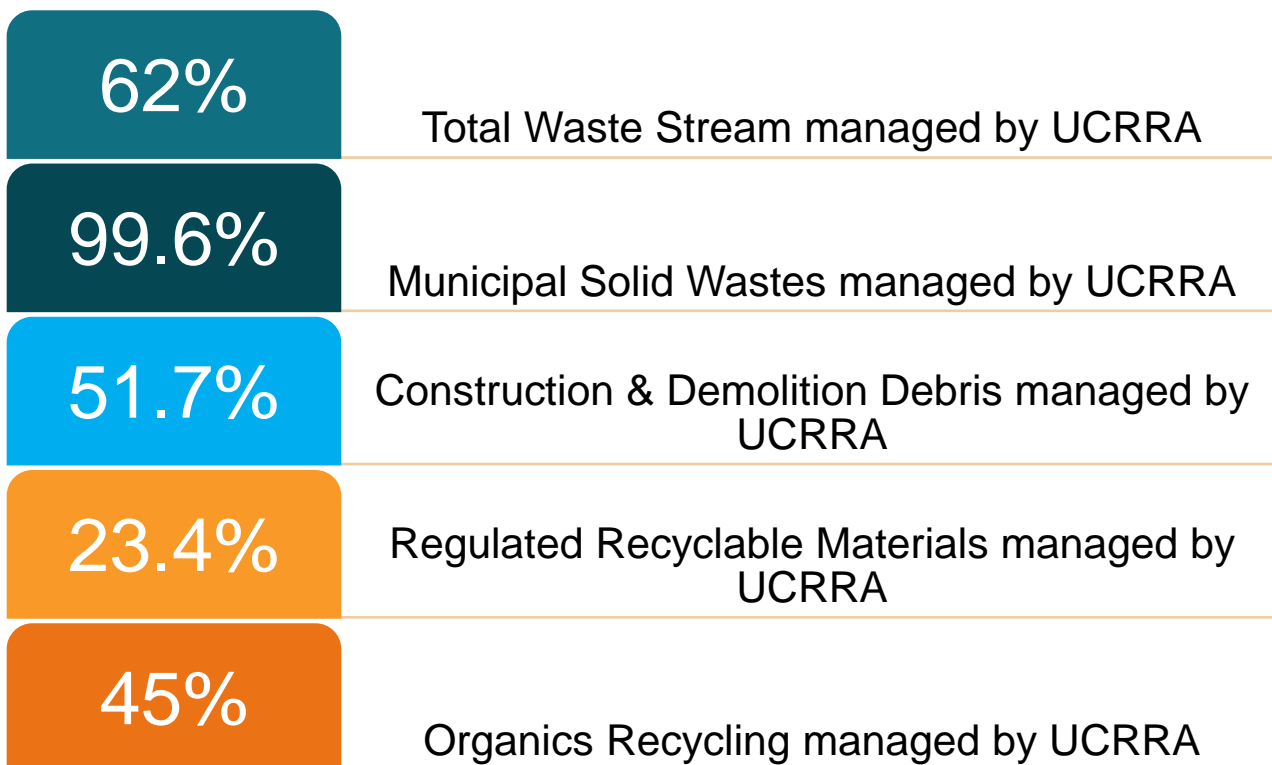 62%
Total Waste Stream managed by UCRRA
99.6%
Municipal Solid Wastes managed by UCRRA
51.7%
Construction & Demolition Debris managed by
UCRRA
23.4%
Regulated Recyclable Materials managed by
UCRRA
45%
Organics Recycling managed by UCRRA